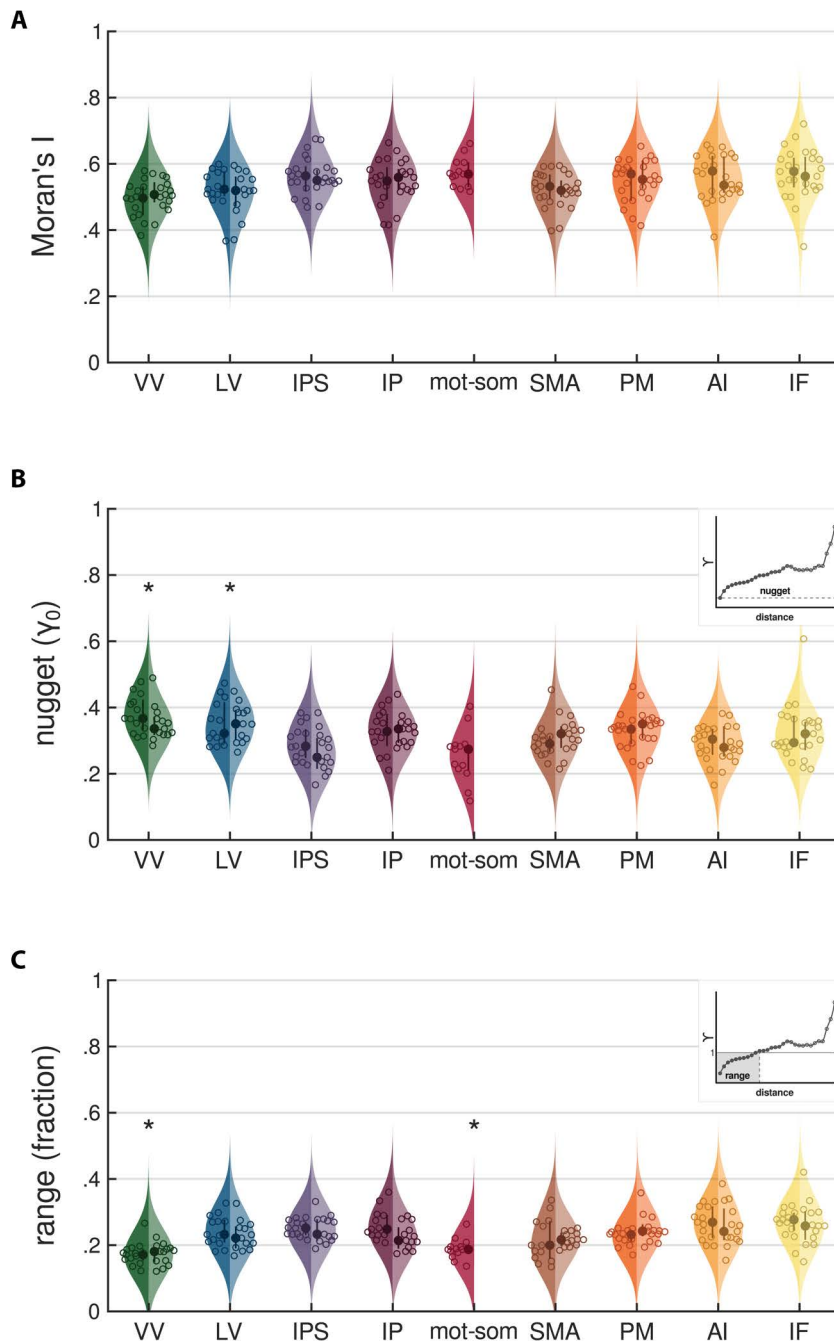 A
Moran's I
1
.8
.6
.4
.2
0
VV LV IPS IP mot-som SMA PM AI IF
B
nugget (γ0)
1
.8
.6
.4
.2
0
* *
ϒ
nugget
distance
VV LV IPS IP mot-som SMA PM AI IF
C
range (fraction)
1
.8
.6
.4
.2
0
* *
ϒ
1
range
distance
VV LV IPS IP mot-som SMA PM AI IF